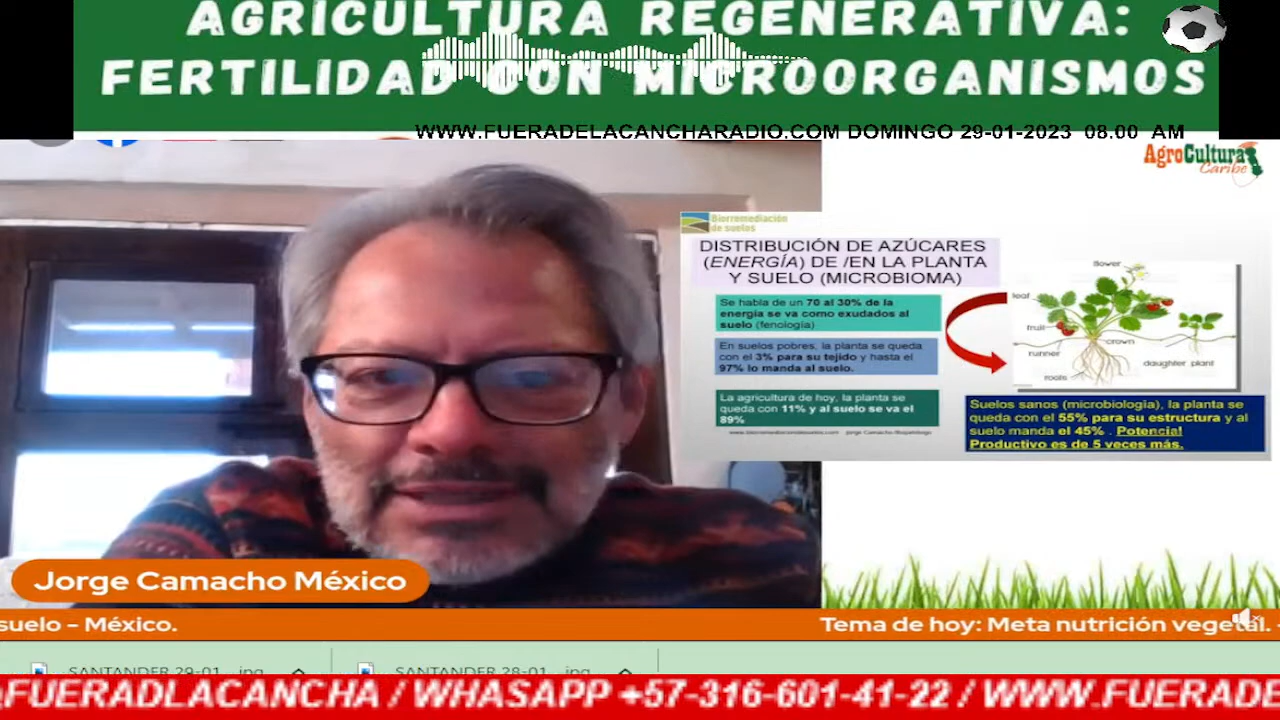 AGRICULTURA REGENERATIVA:
FERTILIDAD CON MICROORGANISMOS
WWW.FUERADELACANCHARADIO.COM DOMINGO 29-01-2023 08.00 AM
AgroCultura
Caribe
Biorremediación
de suelos
DISTRIBUCIÓN DE AZÚCARES
(ENERGÍA) DE /EN LA PLANTA
Y SUELO (MICROBIOMA)
Se habla de un 70 al 30% de la
energía se va como exudados al
suelo (fenología)
En suelos pobres, la planta se queda
con el 3% para su tejido y hasta el
97% lo manda al suelo.
La agricultura de hoy, la planta se
queda con 11% y al suelo se va el
89%
flower
leaf
fruit
crown
runner
daughter plant
roots
Suelos sanos (microbiología), la planta se
queda con el 55% para su estructura y al
suelo manda el 45% . Potencial
Productivo es de 5 veces más.
Jorge Camacho México
suelo – México.
Tema de hoy: Meta nutrición vegetal. -
SANTANDER 29-01 ...jpg
SANTANDER 28-01 ...jpg
@FUERADLACANCHA / WHASAPP +57-316-601-41-22 / WWW.FUERADE